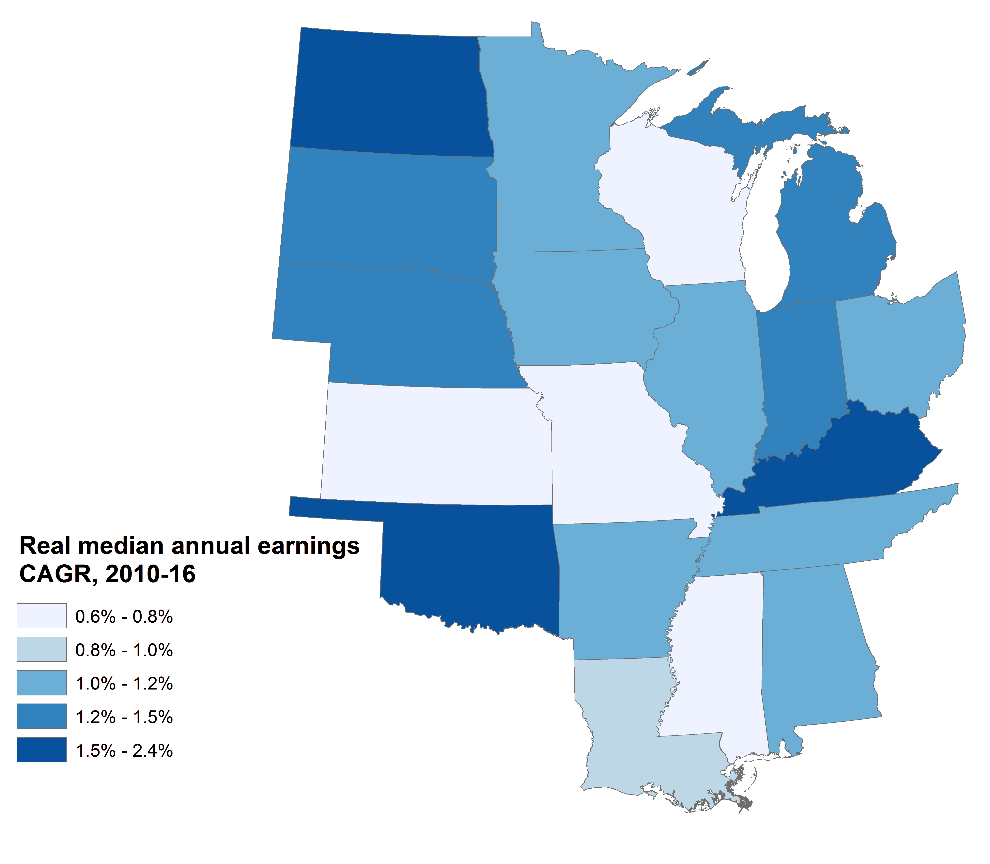 Real median annual earnings
CAGR, 2010-16
0.6% - 0.8%
0.8% - 1.0%
1.0% - 1.2%
1.2% - 1.5%
1.5% - 2.4%